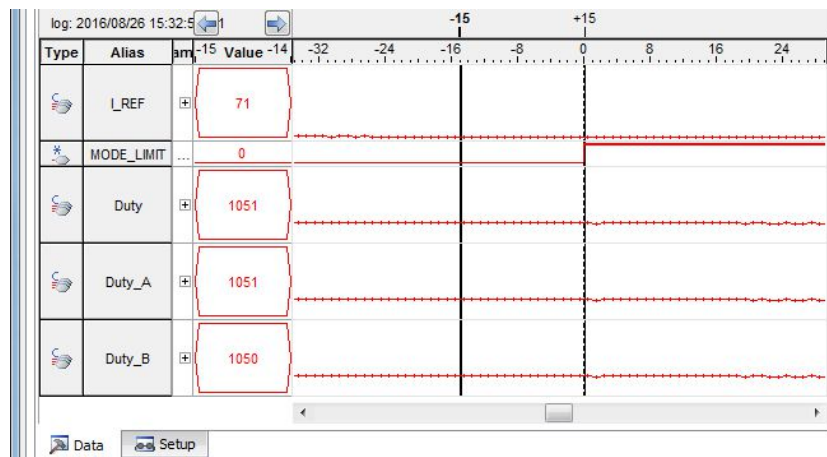 log: 2016/08/26 15:32:5 1 -15 +15
Type Alias am -15 Value -14 -32 -24 -16 -8 0 8 16 24
I_REF 71
MODE_LIMIT ... 0
Duty 1051
Duty_A 1051
Duty_B 1050
Data Setup